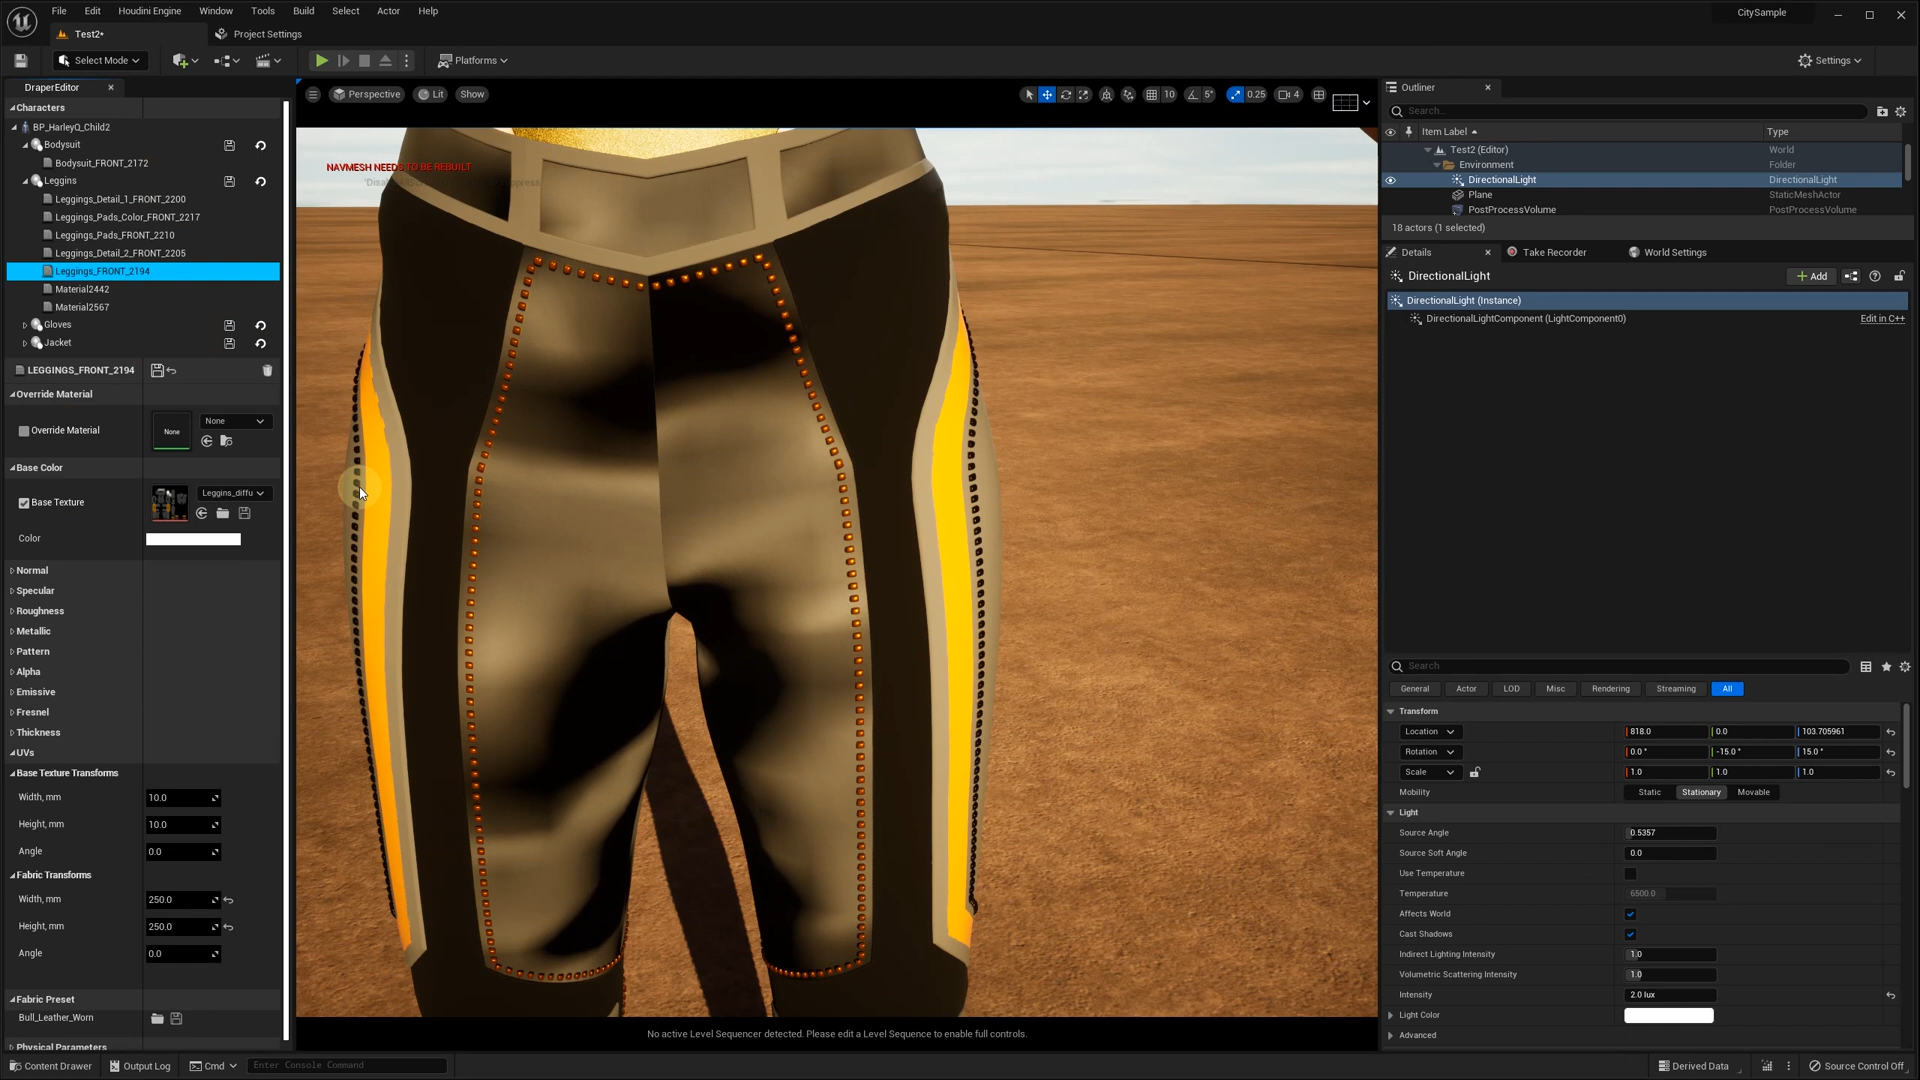 File Edit Houdini Engine Window Tools Build Select Actor Help
CitySample
Test2* Project Settings
Select Mode Platforms Settings
DraperEditor
Characters
BP_HarleyQ_Child2
Bodysuit
Bodysuit_FRONT_2172
Leggins
Leggings_Detail_1_FRONT_2200
Leggings_Pads_Color_FRONT_2217
Leggings_Pads_FRONT_2210
Leggings_Detail_2_FRONT_2205
Leggings_FRONT_2194
Material2442
Material2567
Gloves
Jacket
LEGGINGS_FRONT_2194
Override Material
Override Material None None
Base Color
Base Texture Leggins_diffu
Color
Normal
Specular
Roughness
Metallic
Pattern
Alpha
Emissive
Fresnel
Thickness
UVs
Base Texture Transforms
Width, mm 10.0
Height, mm 10.0
Angle 0.0
Fabric Transforms
Width, mm 250.0
Height, mm 250.0
Angle 0.0
Fabric Preset
Bull_Leather_Worn
Physical Parameters
Perspective Lit Show 10 5° 0.25 4
NAVMESH NEEDS TO BE REBUILT
No active Level Sequencer detected. Please edit a Level Sequence to enable full controls.
Outliner
Search...
Item Label Type
Test2 (Editor) World
Environment Folder
DirectionalLight DirectionalLight
Plane StaticMeshActor
PostProcessVolume PostProcessVolume
18 actors (1 selected)
Details Take Recorder World Settings
DirectionalLight Add
DirectionalLight (Instance)
DirectionalLightComponent (LightComponent0) Edit in C++
Search
General Actor LOD Misc Rendering Streaming All
Transform
Location 818.0 0.0 103.705961
Rotation 0.0° -15.0° 15.0°
Scale 1.0 1.0 1.0
Mobility Static Stationary Movable
Light
Source Angle 0.5357
Source Soft Angle 0.0
Use Temperature
Temperature 6500.0
Affects World
Cast Shadows
Indirect Lighting Intensity 1.0
Volumetric Scattering Intensity 1.0
Intensity 2.0 lux
Light Color
Advanced
Content Drawer Output Log Cmd Enter Console Command Derived Data Source Control Off